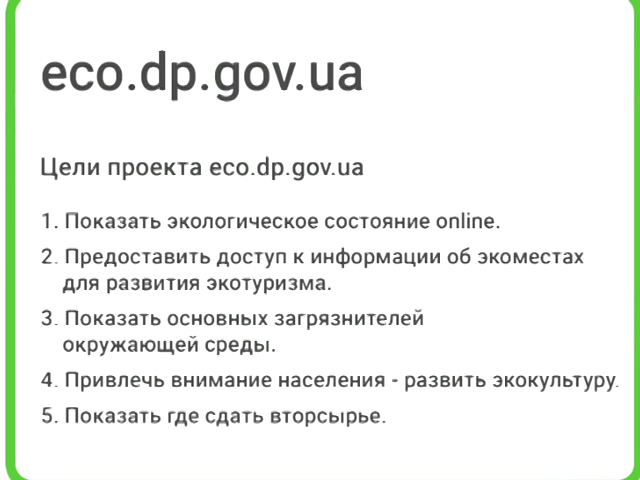 eco.dp.gov.ua
Цели проекта eco.dp.gov.ua
1. Показать экологическое состояние online.
2. Предоставить доступ к информации об экоместах
для развития экотуризма.
3. Показать основных загрязнителей
окружающей среды.
4. Привлечь внимание населения - развить экокультуру.
5. Показать где сдать вторсырье.